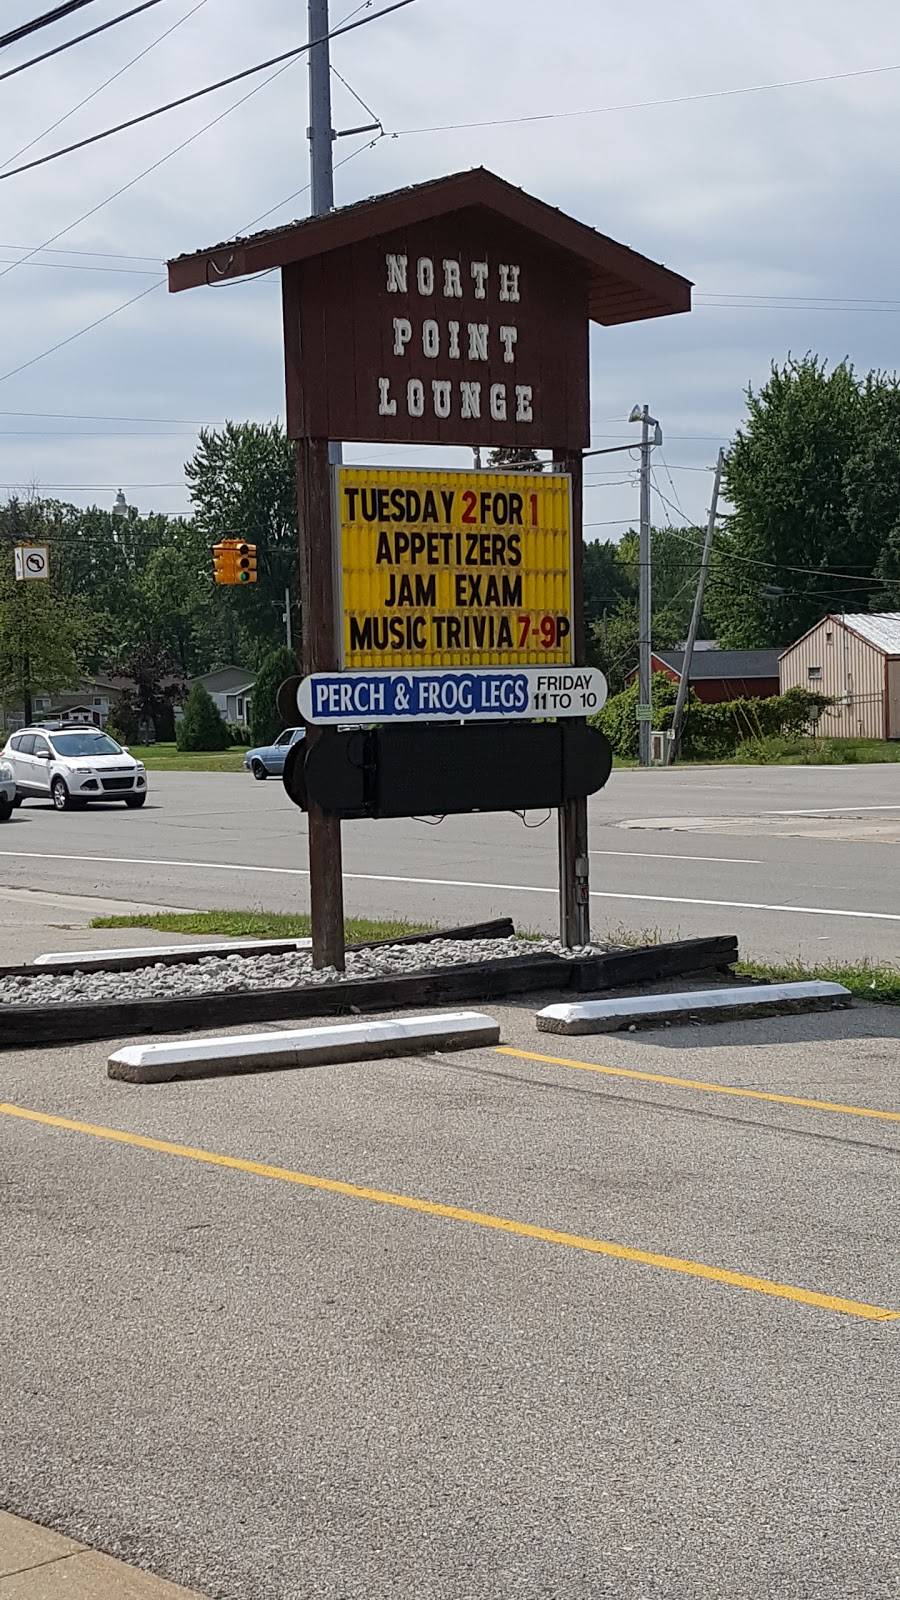 NORTH
POINT
LOUNGE
TUESDAY 2 FOR 1
APPETIZERS
JAM EXAM
MUSIC TRIVIA 7-9P
PERCH & FROG LEGS
FRIDAY
11 TO 10